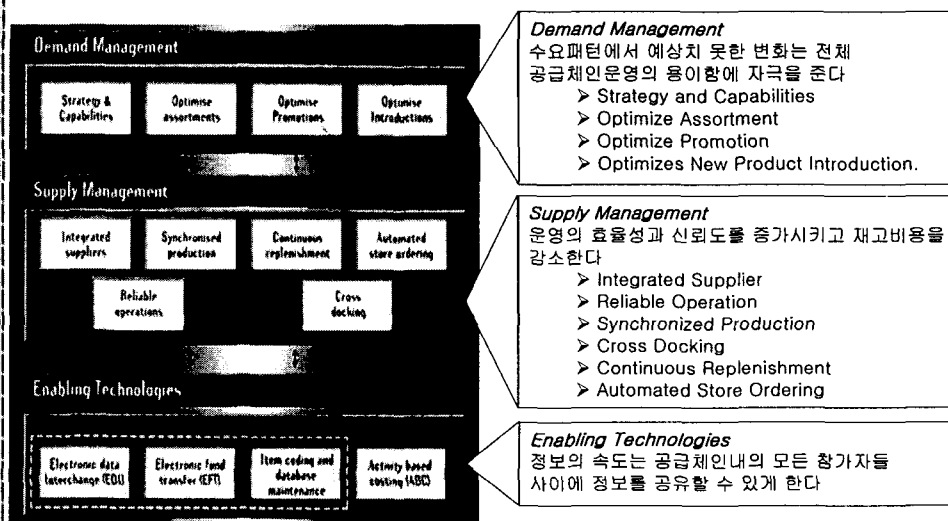 Demand Management
Strategy &
Capabilities
Optimise
assortments
Optimise
Promotions
Optimise
Introductions
Supply Management
Integrated
suppliers
Synchronised
production
Continuous
replenishment
Automated
store ordering
Reliable
operations
Cross
docking
Enabling Technologies
Electronic data
Interchange (EDI)
Electronic fund
transfer (EFT)
Item coding and
database
maintenance
Activity based
costing (ABC)
Demand Management
수요패턴에서 예상치 못한 변화는 전체
공급체인운영의 용이함에 자극을 준다
➢ Strategy and Capabilities
➢ Optimize Assortment
➢ Optimize Promotion
➢ Optimizes New Product Introduction.
Supply Management
운영의 효율성과 신뢰도를 증가시키고 재고비용을
감소한다
➢ Integrated Supplier
➢ Reliable Operation
➢ Synchronized Production
➢ Cross Docking
➢ Continuous Replenishment
➢ Automated Store Ordering
Enabling Technologies
정보의 속도는 공급체인내의 모든 참가자들
사이에 정보를 공유할 수 있게 한다